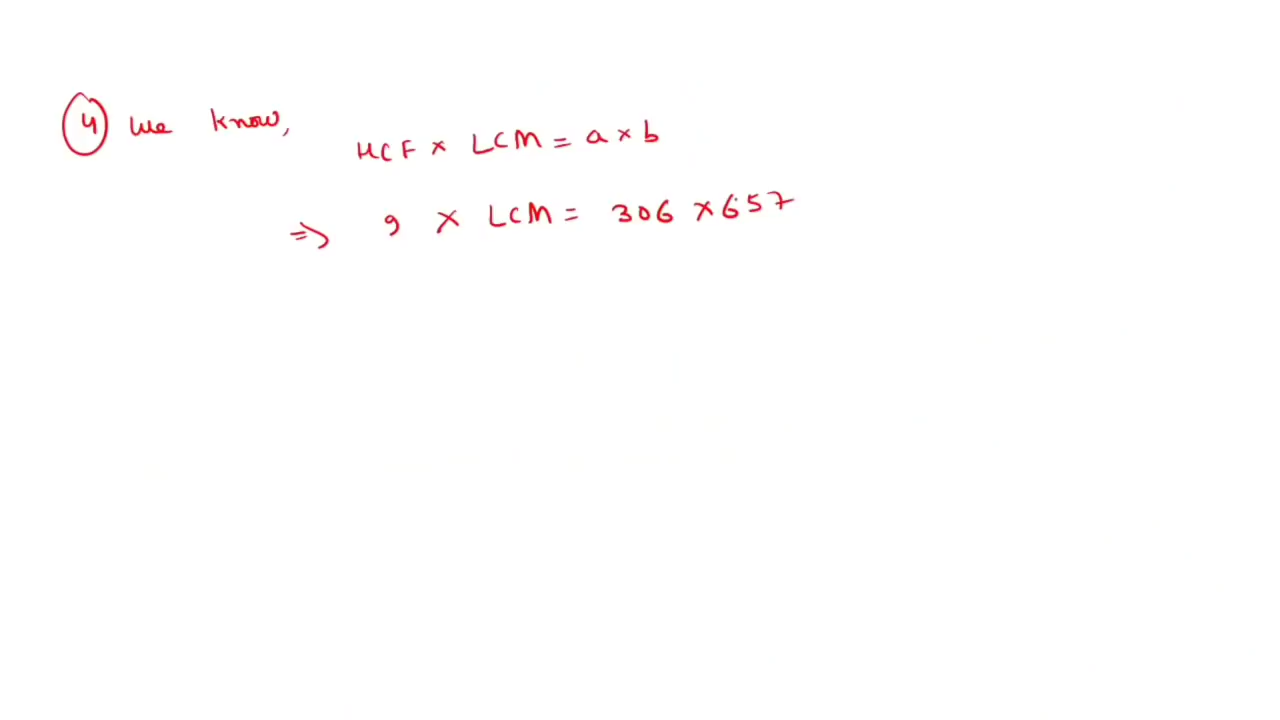 4 we know,
HCF × LCM = a × b
⇒ 9 × LCM = 306 × 657